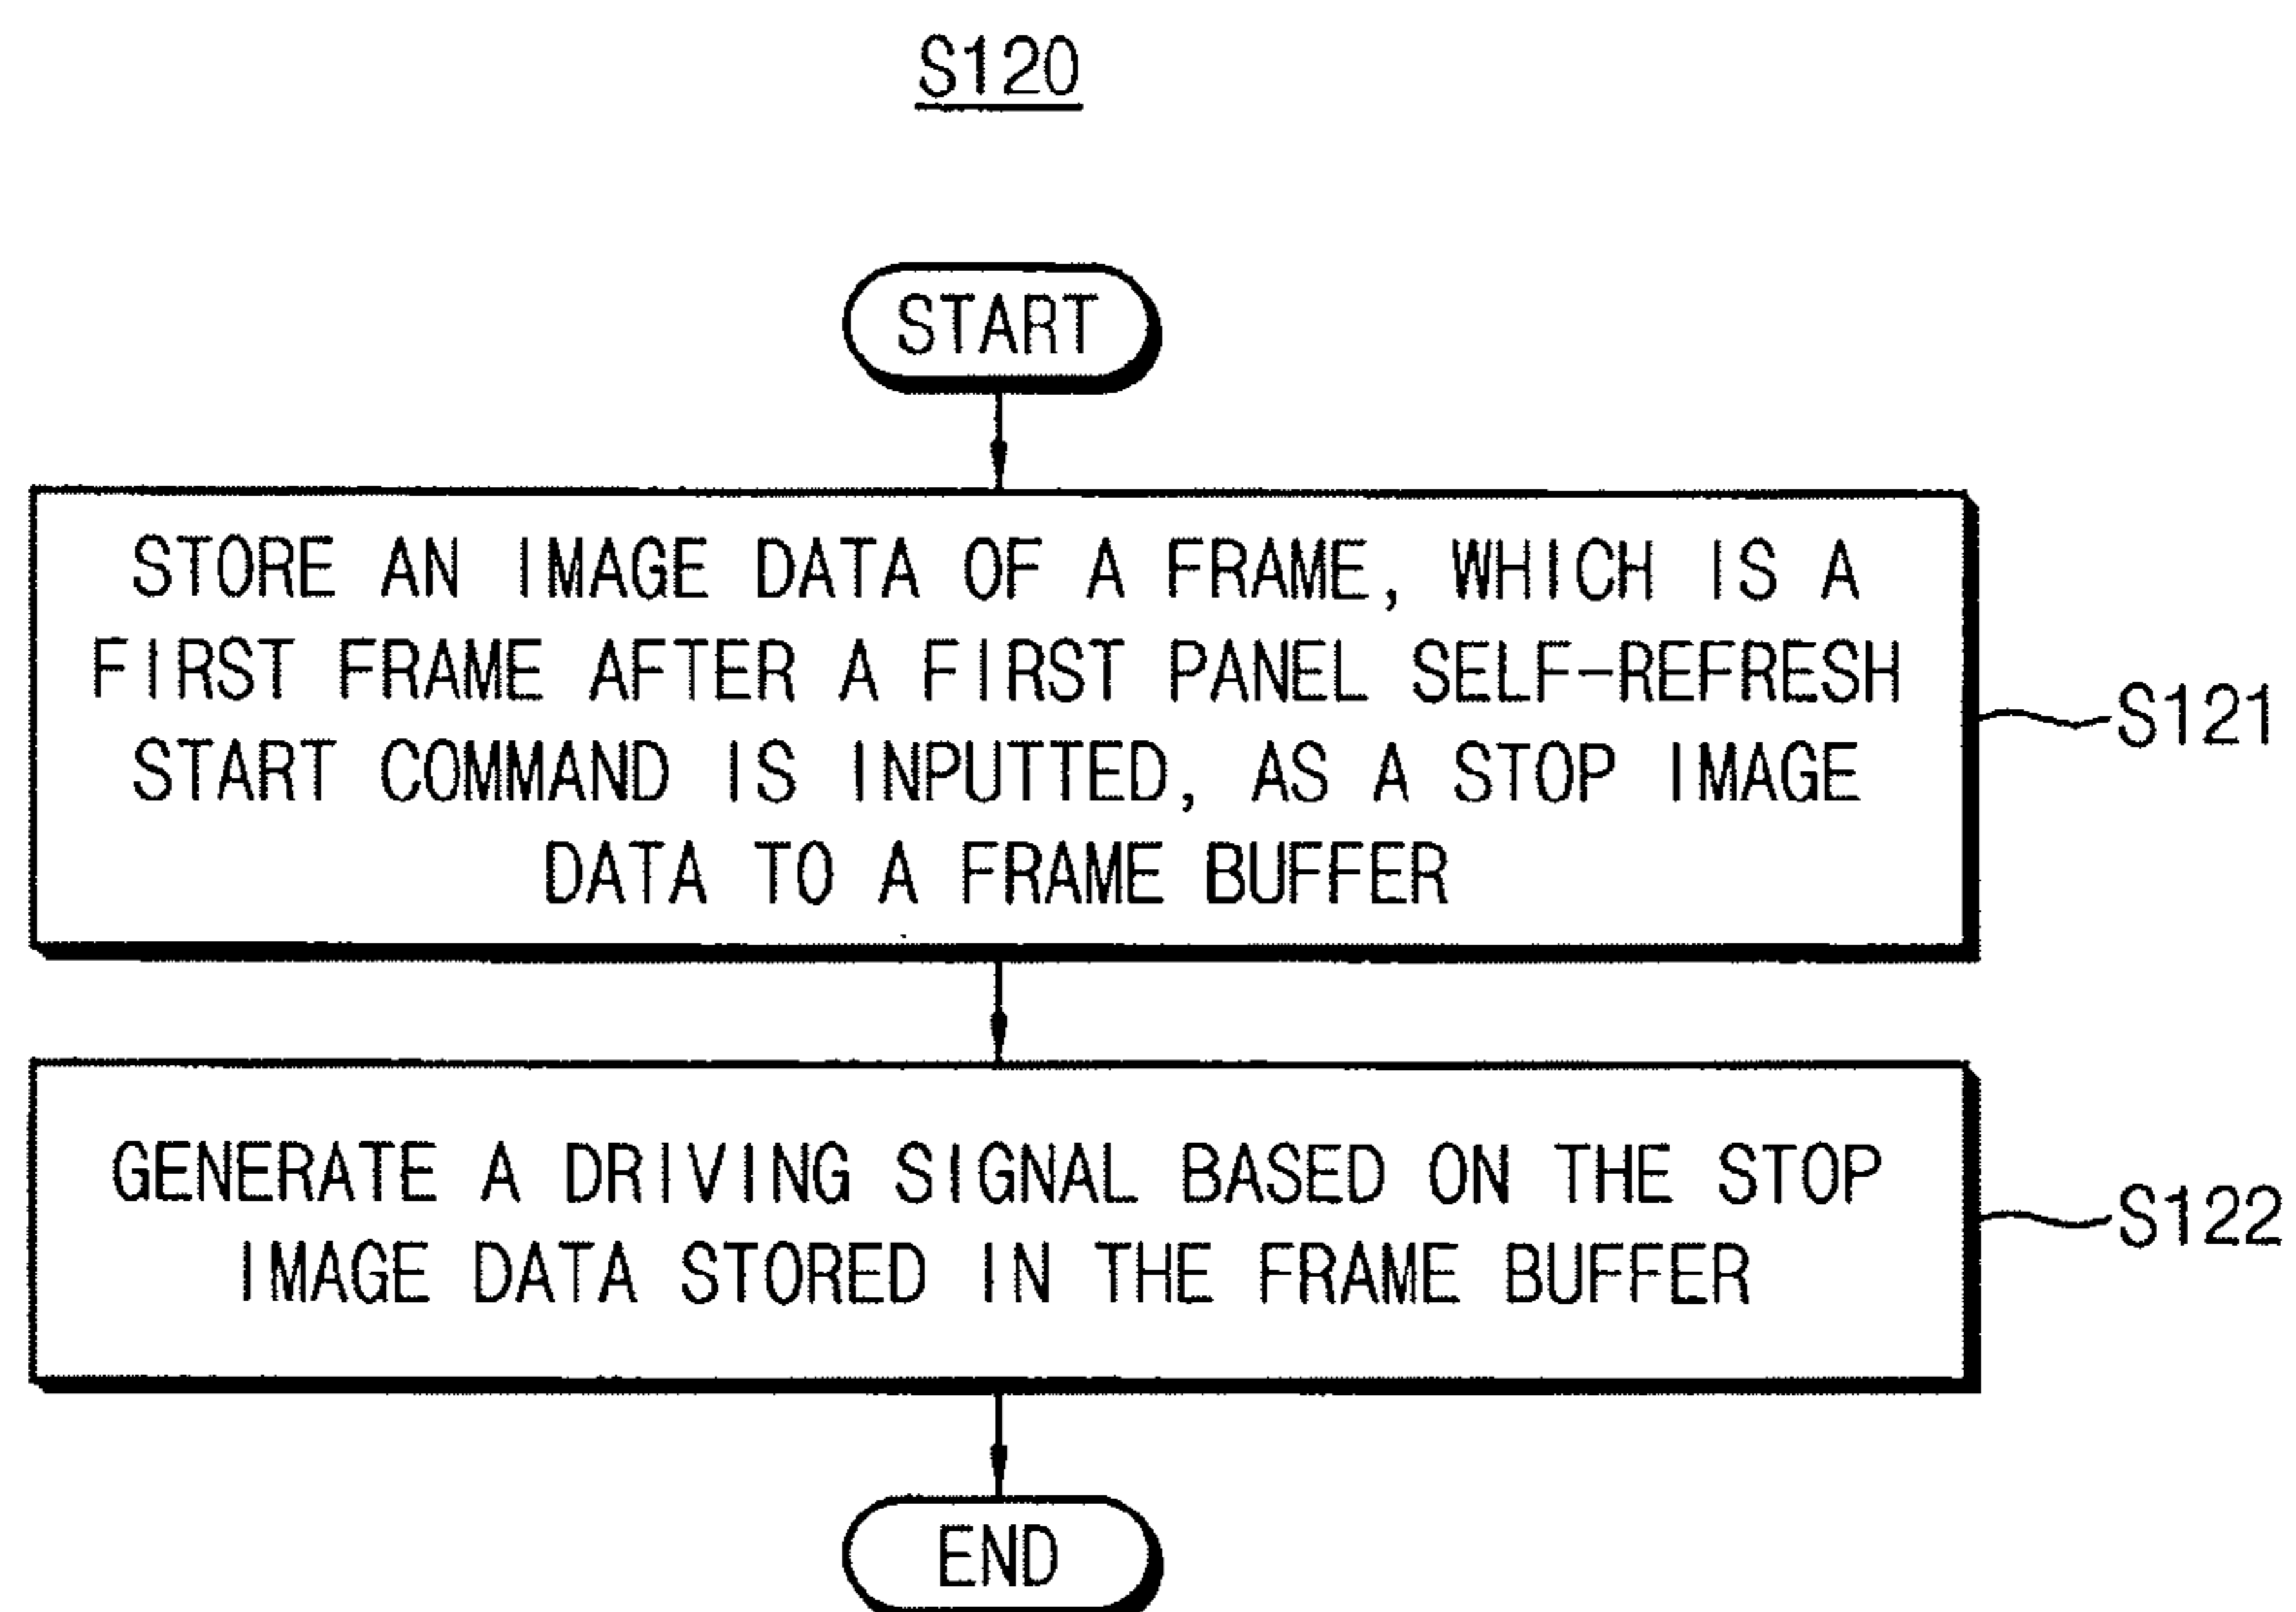 S120
START
STORE AN IMAGE DATA OF A FRAME, WHICH IS A
FIRST FRAME AFTER A FIRST PANEL SELF-REFRESH
START COMMAND IS INPUTTED, AS A STOP IMAGE
DATA TO A FRAME BUFFER
S121
GENERATE A DRIVING SIGNAL BASED ON THE STOP
IMAGE DATA STORED IN THE FRAME BUFFER
S122
END